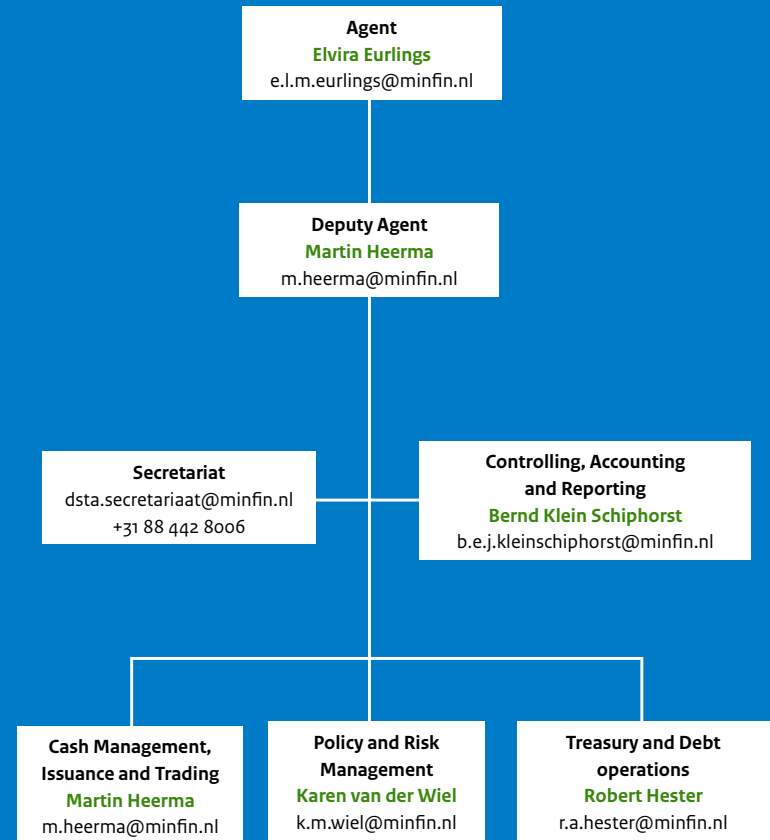 Agent
Elvira Eurlings
e.l.m.eurlings@minfin.nl
Deputy Agent
Martin Heerma
m.heerma@minfin.nl
Secretariat
dsta.secretariaat@minfin.nl
+31 88 442 8006
Controlling, Accounting
and Reporting
Bernd Klein Schiphorst
b.e.j.kleinschiphorst@minfin.nl
Cash Management,
Issuance and Trading
Martin Heerma
m.heerma@minfin.nl
Policy and Risk
Management
Karen van der Wiel
k.m.wiel@minfin.nl
Treasury and Debt
operations
Robert Hester
r.a.hester@minfin.nl